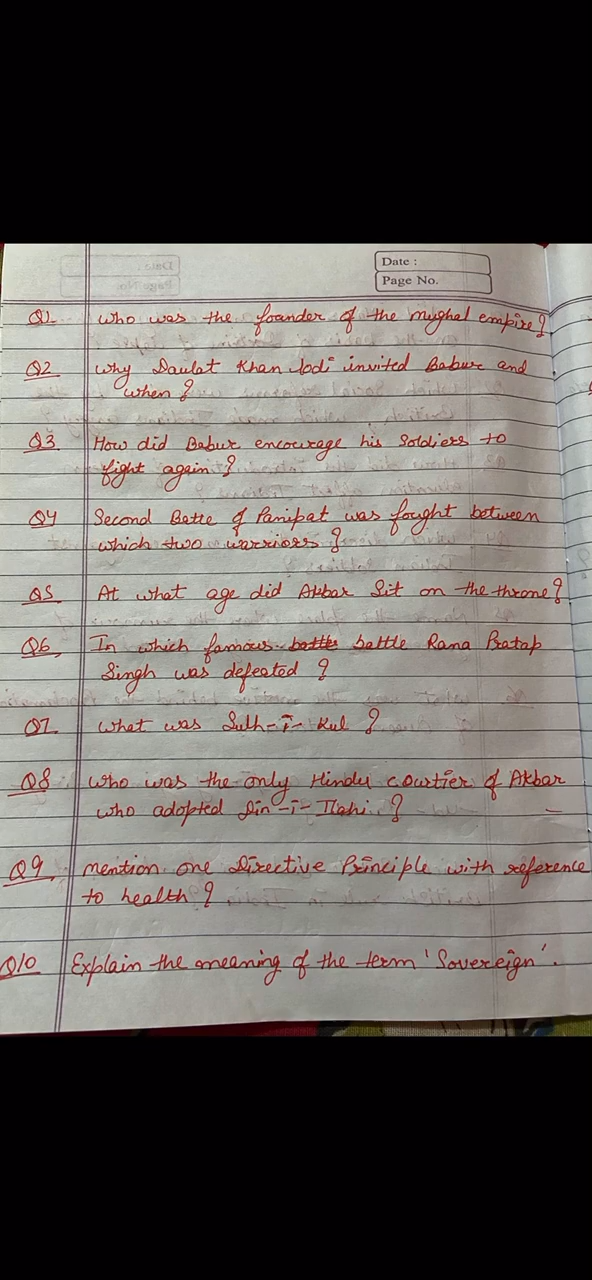 Date :
Page No.
Q1 Who was the founder of the mughal empire?
Q2 Why Daulat Khan lodi invited Babur and
when?
Q3 How did Babur encourage his soldiers to
fight again?
Q4 Second Batte of Panipat was fought between
which two warriors?
Q5 At what age did Akbar Sit on the throne?
Q6. In which famous battle Rana Pratap
Singh was defeated?
Q7. What was Sulh-i-Kul?
Q8 Who was the only Hindu courtier of Akbar
who adopted Din-i-Ilahi.?
Q9. mention one Directive Principle with reference
to health?
Q10 Explain the meaning of the term 'Sovereign'.